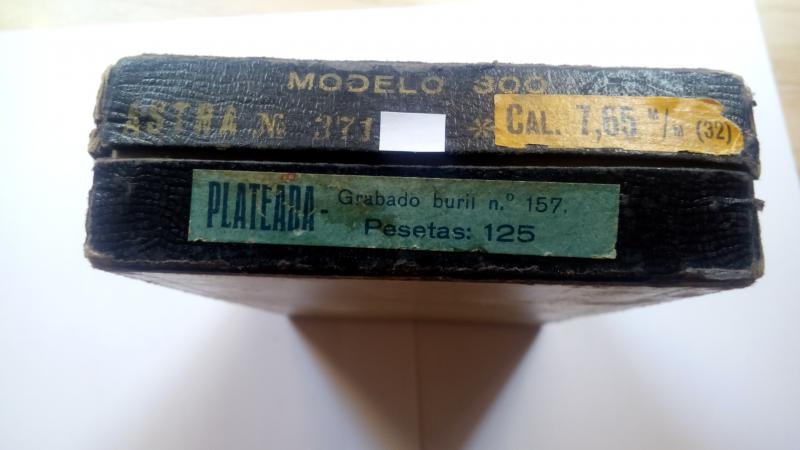 MODELO 300
ASTRA № 371 * CAL. 7,65 m/m (32)
PLATEADA- Grabado buril n.º 157.
Pesetas: 125